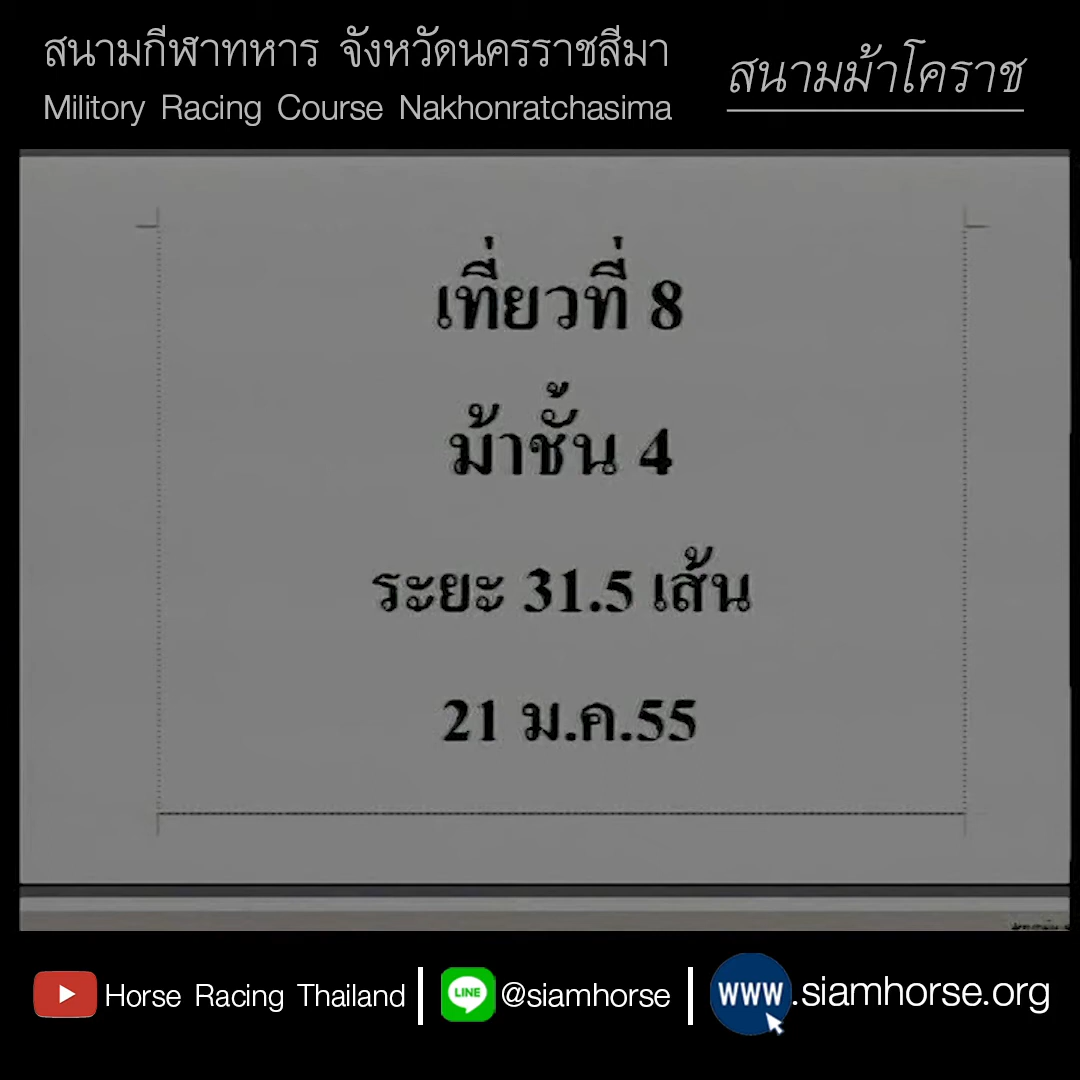 สนามกีฬาทหาร จังหวัดนครราชสีมา
Militory Racing Course Nakhonratchasima
สนามม้าโคราช
เที่ยวที่ 8
ม้าชั้น 4
ระยะ 31.5 เส้น
21 ม.ค.55
Horse Racing Thailand
LINE
@siamhorse
www.siamhorse.org